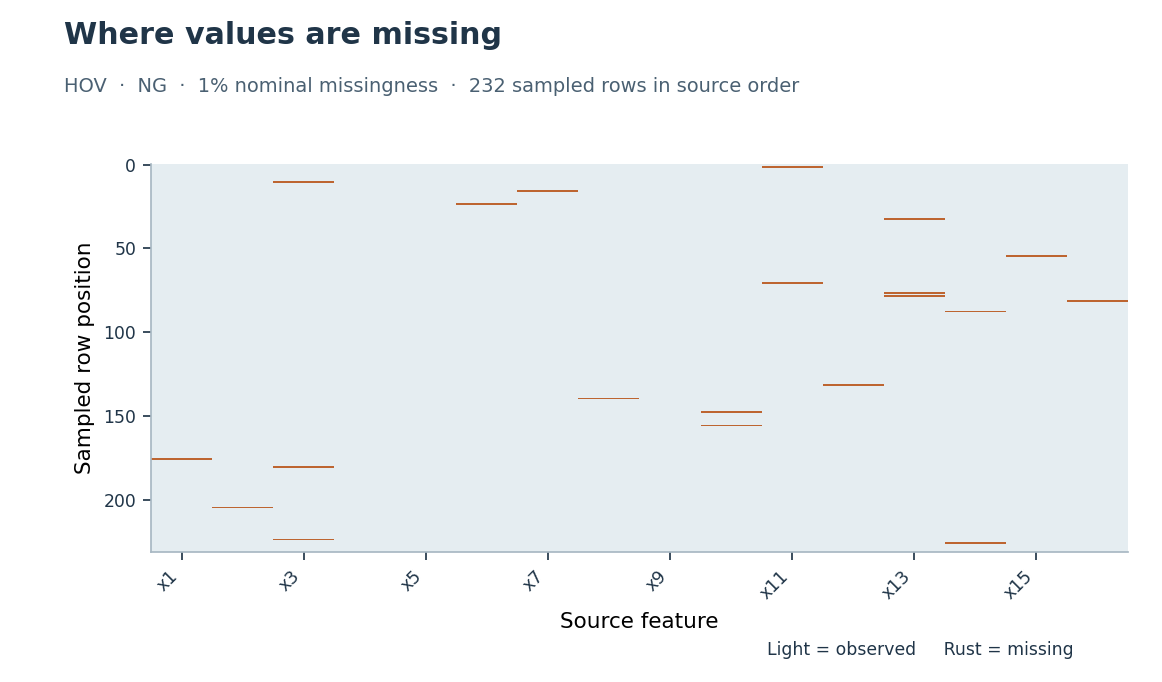 Where values are missing
HOV · NG · 1% nominal missingness · 232 sampled rows in source order
0
50
100
150
200
Sampled row position
x1
x3
x5
x7
x9
x11
x13
x15
Source feature
Light = observed Rust = missing